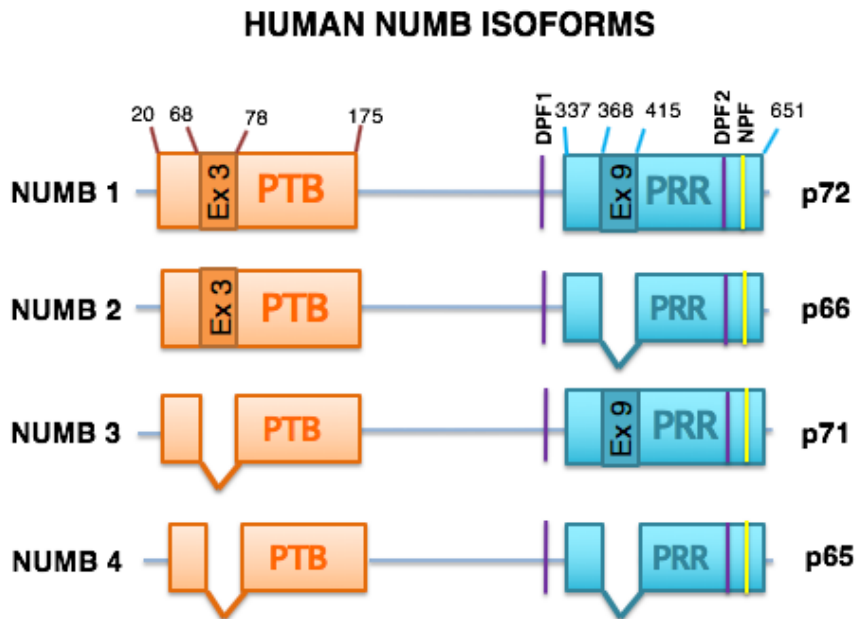 HUMAN NUMB ISOFORMS
20 68 78 175 DPF1 337 368 415 DPF2 NPF 651
NUMB 1 Ex 3 PTB Ex 9 PRR p72
NUMB 2 Ex 3 PTB PRR p66
NUMB 3 PTB Ex 9 PRR p71
NUMB 4 PTB PRR p65